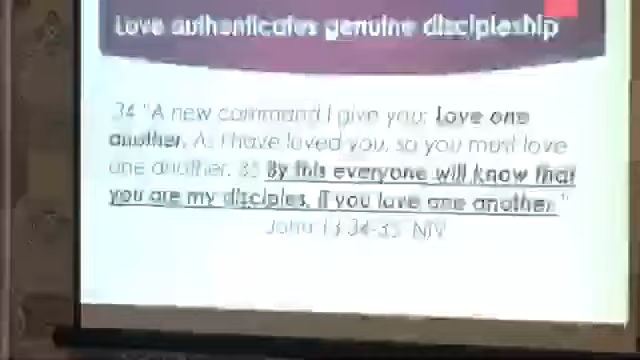 Love authenticates genuine discipleship
34 "A new command I give you: Love one
another. As I have loved you, so you must love
one another. 35 By this everyone will know that
you are my disciples, if you love one another."
John 13:34-35 NIV